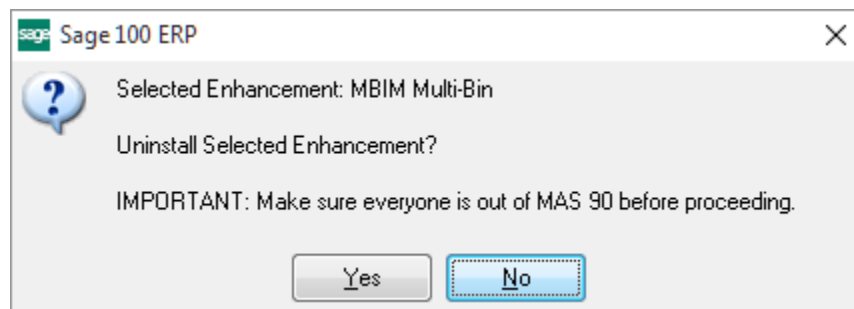 sage Sage 100 ERP
Selected Enhancement: MBIM Multi-Bin
Uninstall Selected Enhancement?
IMPORTANT: Make sure everyone is out of MAS 90 before proceeding.
Yes No